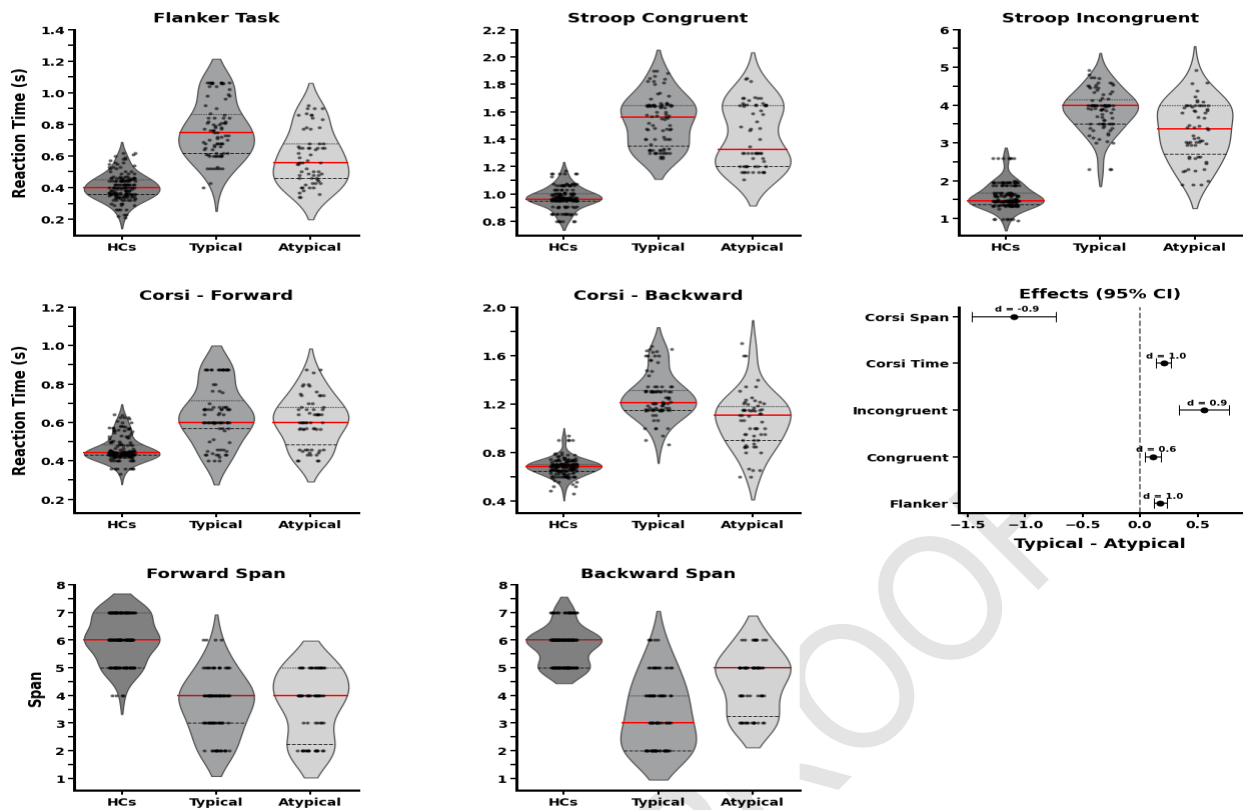 Flanker Task
Reaction Time (s)
1.4
1.2
1.0
0.8
0.6
0.4
0.2
HCs Typical Atypical
Stroop Congruent
2.2
2.0
1.8
1.6
1.4
1.2
1.0
0.8
HCs Typical Atypical
Stroop Incongruent
6
5
4
3
2
1
HCs Typical Atypical
Corsi - Forward
Reaction Time (s)
1.2
1.0
0.8
0.6
0.4
0.2
HCs Typical Atypical
Corsi - Backward
2.0
1.6
1.2
0.8
0.4
HCs Typical Atypical
Effects (95% CI)
Corsi Span d = -0.9
Corsi Time d = 1.0
Incongruent d = 0.9
Congruent d = 0.6
Flanker d = 1.0
−1.5 −1.0 −0.5 0.0 0.5
Typical - Atypical
Forward Span
Span
8
7
6
5
4
3
2
1
HCs Typical Atypical
Backward Span
8
7
6
5
4
3
2
1
HCs Typical Atypical